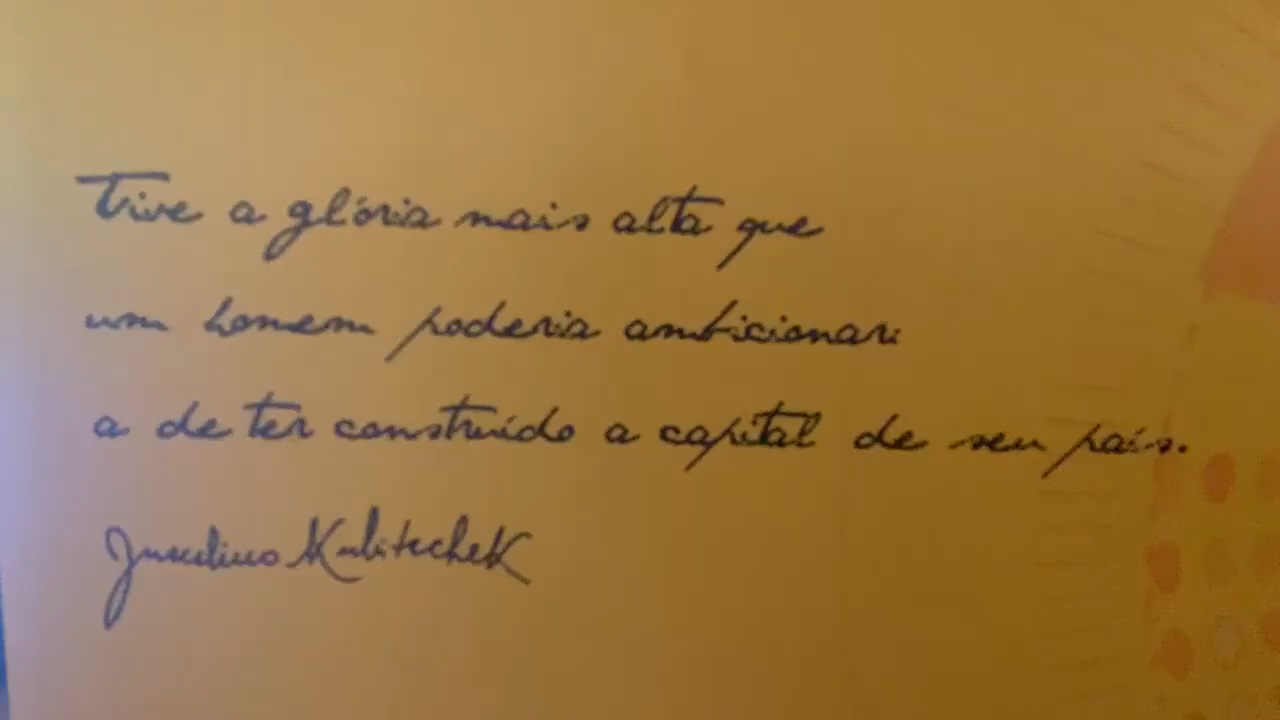 Tive a glória mais alta que
um homem poderia ambicionar:
a de ter construído a capital de seu país.
Juscelino Kubitschek